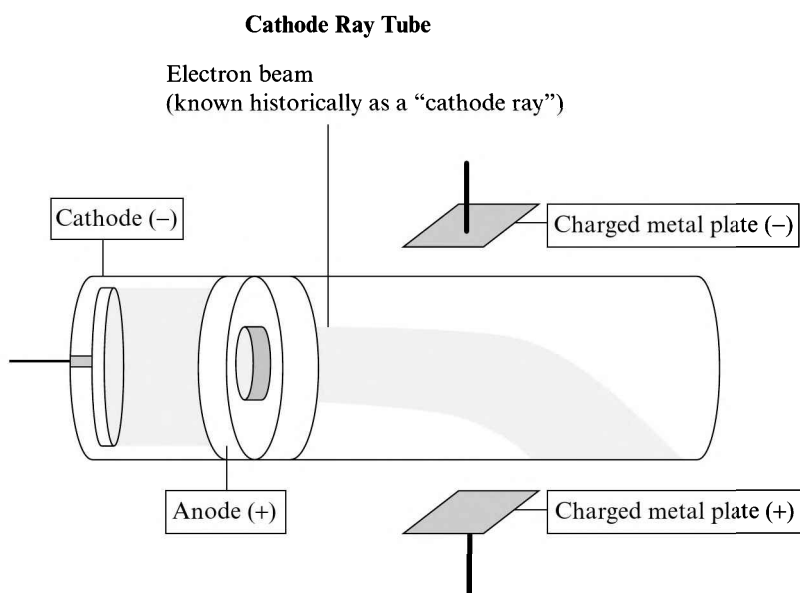 Cathode Ray Tube
Electron beam
(known historically as a “cathode ray”)
Cathode (−)
Charged metal plate (−)
Anode (+)
Charged metal plate (+)